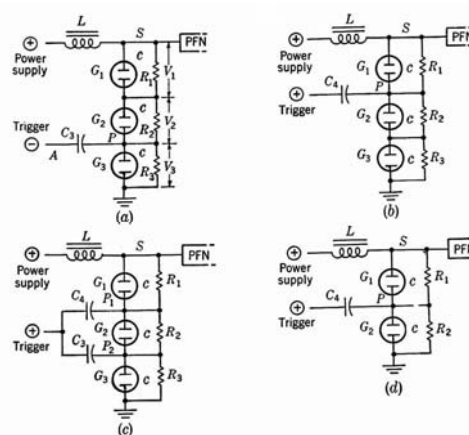 L
S
PFN
Power
supply
G₁
c
R₁
V₁
G₂
c
R₂
V₂
Trigger
C₃
P
A
G₃
c
R₃
V₃
(a)
L
S
PFN
Power
supply
G₁
c
R₁
C₄
P
Trigger
G₂
c
R₂
G₃
c
R₃
(b)
L
S
PFN
Power
supply
G₁
c
R₁
C₄
P₁
G₂
c
R₂
Trigger
C₃
P₂
G₃
c
R₃
(c)
L
S
PFN
Power
supply
G₁
c
R₁
C₄
P
Trigger
G₂
c
R₂
(d)